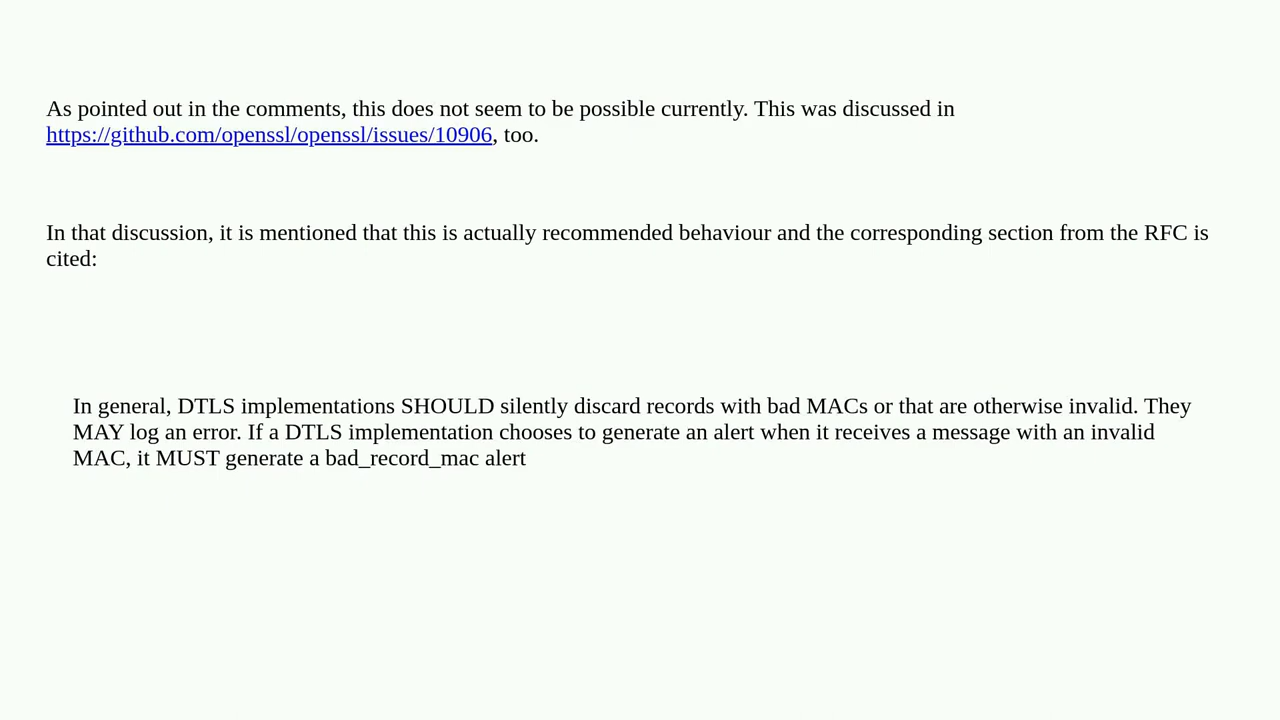 As pointed out in the comments, this does not seem to be possible currently. This was discussed in
https://github.com/openssl/openssl/issues/10906, too.
In that discussion, it is mentioned that this is actually recommended behaviour and the corresponding section from the RFC is
cited:
In general, DTLS implementations SHOULD silently discard records with bad MACs or that are otherwise invalid. They
MAY log an error. If a DTLS implementation chooses to generate an alert when it receives a message with an invalid
MAC, it MUST generate a bad_record_mac alert